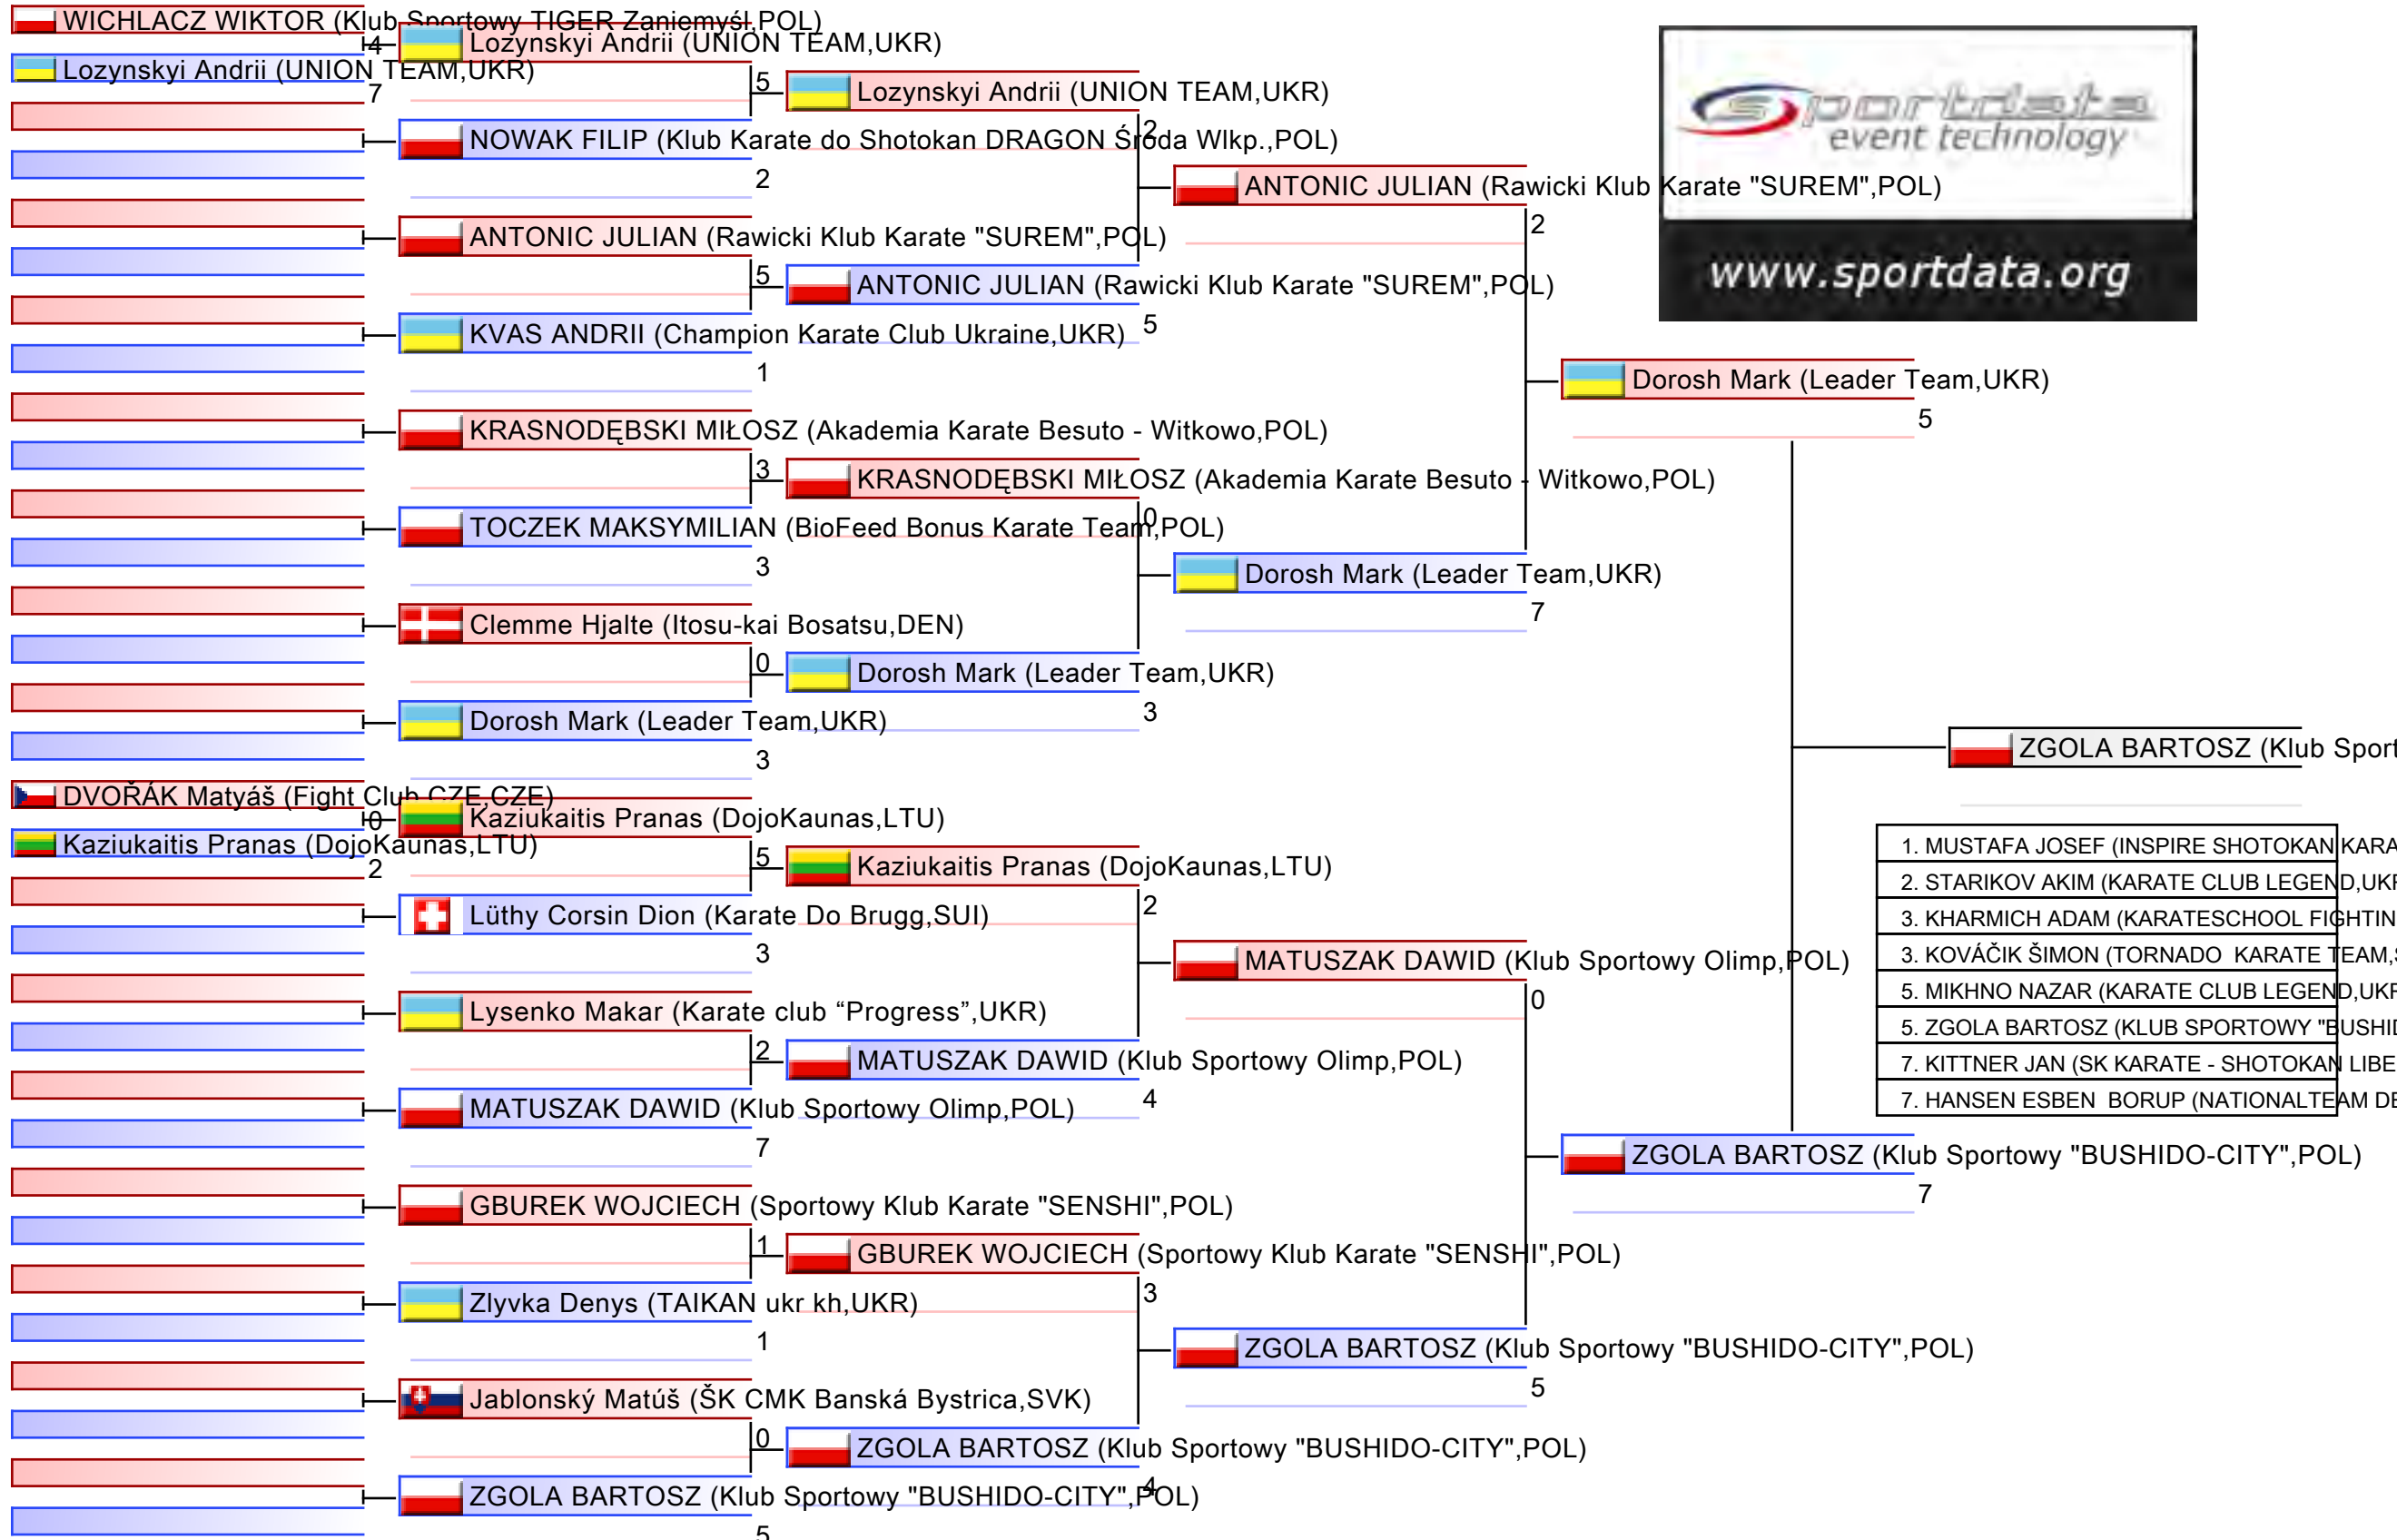 WICHLACZ WIKTOR (Klub Sportowy TIGER Zaniemyśl,POL)
4
Lozynskyi Andrii (UNION TEAM,UKR)
7
DVOŘÁK Matyáš (Fight Club CZE,CZE)
0
Kaziukaitis Pranas (DojoKaunas,LTU)
2
Lozynskyi Andrii (UNION TEAM,UKR)
5
NOWAK FILIP (Klub Karate do Shotokan DRAGON Środa Wlkp.,POL)
2
ANTONIC JULIAN (Rawicki Klub Karate "SUREM",POL)
5
KVAS ANDRII (Champion Karate Club Ukraine,UKR)
1
KRASNODĘBSKI MIŁOSZ (Akademia Karate Besuto - Witkowo,POL)
3
TOCZEK MAKSYMILIAN (BioFeed Bonus Karate Team,POL)
3
Clemme Hjalte (Itosu-kai Bosatsu,DEN)
0
Dorosh Mark (Leader Team,UKR)
3
Kaziukaitis Pranas (DojoKaunas,LTU)
5
Lüthy Corsin Dion (Karate Do Brugg,SUI)
3
Lysenko Makar (Karate club “Progress”,UKR)
2
MATUSZAK DAWID (Klub Sportowy Olimp,POL)
7
GBUREK WOJCIECH (Sportowy Klub Karate "SENSHI",POL)
1
Zlyvka Denys (TAIKAN ukr kh,UKR)
1
Jablonský Matúš (ŠK CMK Banská Bystrica,SVK)
0
ZGOLA BARTOSZ (Klub Sportowy "BUSHIDO-CITY",POL)
5
Lozynskyi Andrii (UNION TEAM,UKR)
2
ANTONIC JULIAN (Rawicki Klub Karate "SUREM",POL)
5
KRASNODĘBSKI MIŁOSZ (Akademia Karate Besuto - Witkowo,POL)
0
Dorosh Mark (Leader Team,UKR)
3
Kaziukaitis Pranas (DojoKaunas,LTU)
2
MATUSZAK DAWID (Klub Sportowy Olimp,POL)
4
GBUREK WOJCIECH (Sportowy Klub Karate "SENSHI",POL)
3
ZGOLA BARTOSZ (Klub Sportowy "BUSHIDO-CITY",POL)
4
ANTONIC JULIAN (Rawicki Klub Karate "SUREM",POL)
2
Dorosh Mark (Leader Team,UKR)
7
MATUSZAK DAWID (Klub Sportowy Olimp,POL)
0
ZGOLA BARTOSZ (Klub Sportowy "BUSHIDO-CITY",POL)
5
Dorosh Mark (Leader Team,UKR)
5
ZGOLA BARTOSZ (Klub Sportowy "BUSHIDO-CITY",POL)
7
sportdata
event technology
www.sportdata.org
ZGOLA BARTOSZ (Klub
1. MUSTAFA JOSEF (INSPIRE SHOTOKAN
2. STARIKOV AKIM (KARATE CLUB LEGEND,
3. KHARMICH ADAM (KARATESCHOOL
3. KOVÁČIK ŠIMON (TORNADO KARATE TEAM,
5. MIKHNO NAZAR (KARATE CLUB LEGEND,
5. ZGOLA BARTOSZ (KLUB SPORTOWY
7. KITTNER JAN (SK KARATE - SHOTOKAN
7. HANSEN ESBEN BORUP (NATIONALTEAM